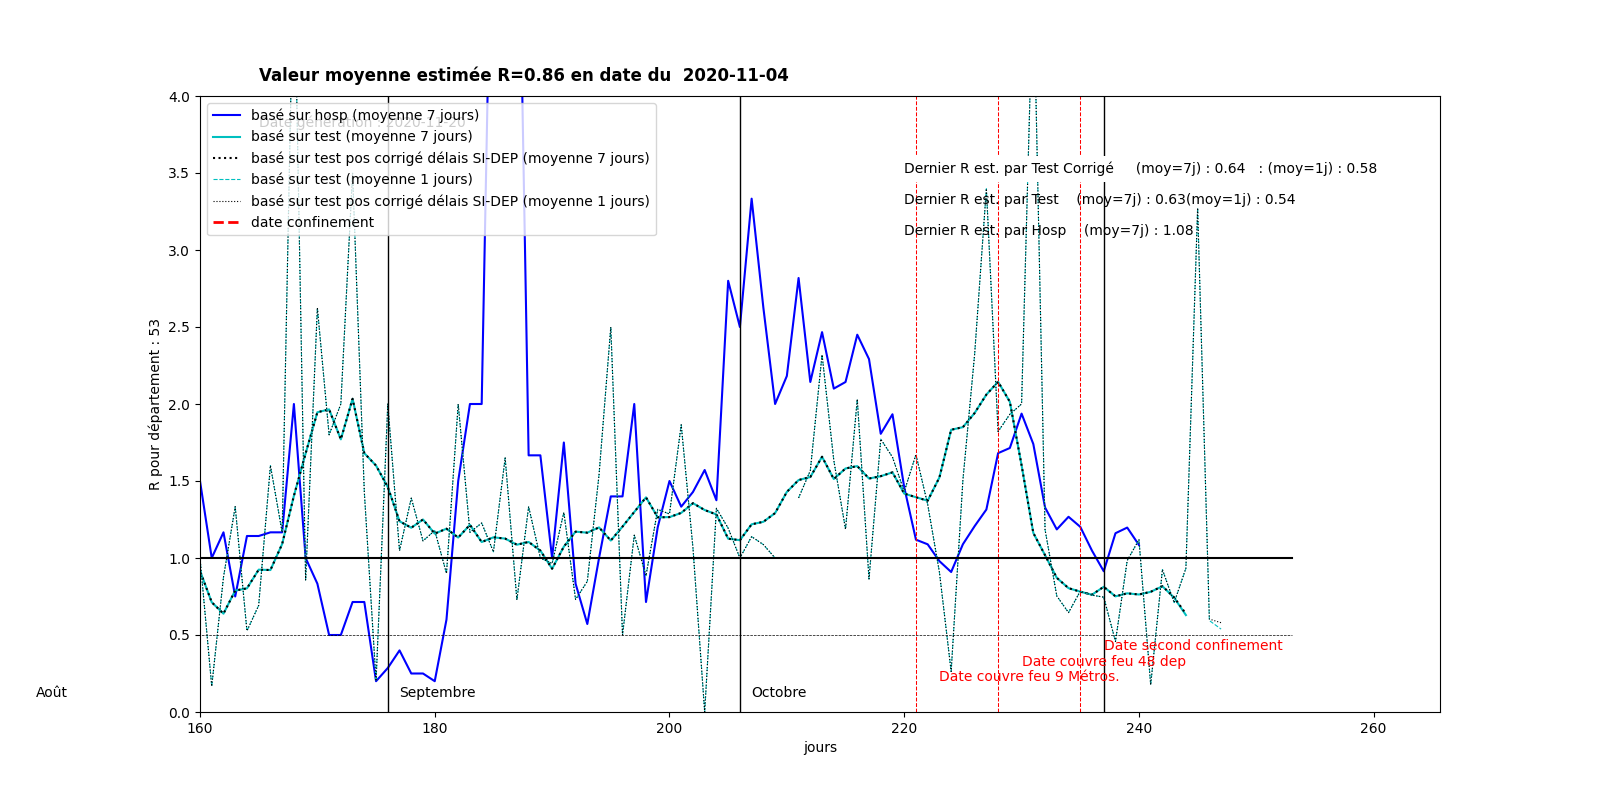 Valeur moyenne estimée R=0.86 en date du  2020-11-04
Date génération : 2020-11-20
basé sur hosp (moyenne 7 jours)
basé sur test (moyenne 7 jours)
basé sur test pos corrigé délais SI-DEP (moyenne 7 jours)
basé sur test (moyenne 1 jours)
basé sur test pos corrigé délais SI-DEP (moyenne 1 jours)
date confinement
Dernier R est. par Test Corrigé     (moy=7j) : 0.64   : (moy=1j) : 0.58
Dernier R est. par Test    (moy=7j) : 0.63(moy=1j) : 0.54
Dernier R est. par Hosp    (moy=7j) : 1.08
R pour département : 53
4.0
3.5
3.0
2.5
2.0
1.5
1.0
0.5
0.0
Date second confinement
Date couvre feu 48 dep
Date couvre feu 9 Métros.
Août
Septembre
Octobre
160
180
200
220
240
260
jours